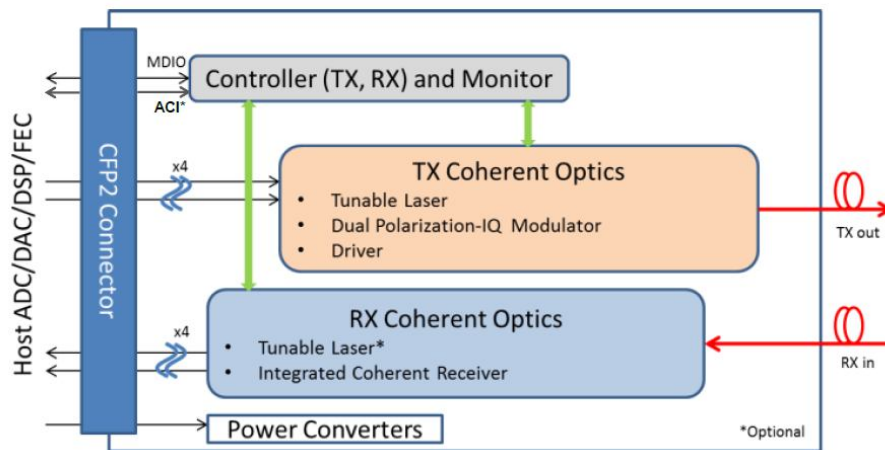 MDIO
Controller (TX, RX) and Monitor
ACI*
Host ADC/DAC/DSP/FEC
CFP2 Connector
x4
TX Coherent Optics
• Tunable Laser
• Dual Polarization-IQ Modulator
• Driver
TX out
x4
RX Coherent Optics
• Tunable Laser*
• Integrated Coherent Receiver
RX in
Power Converters
*Optional